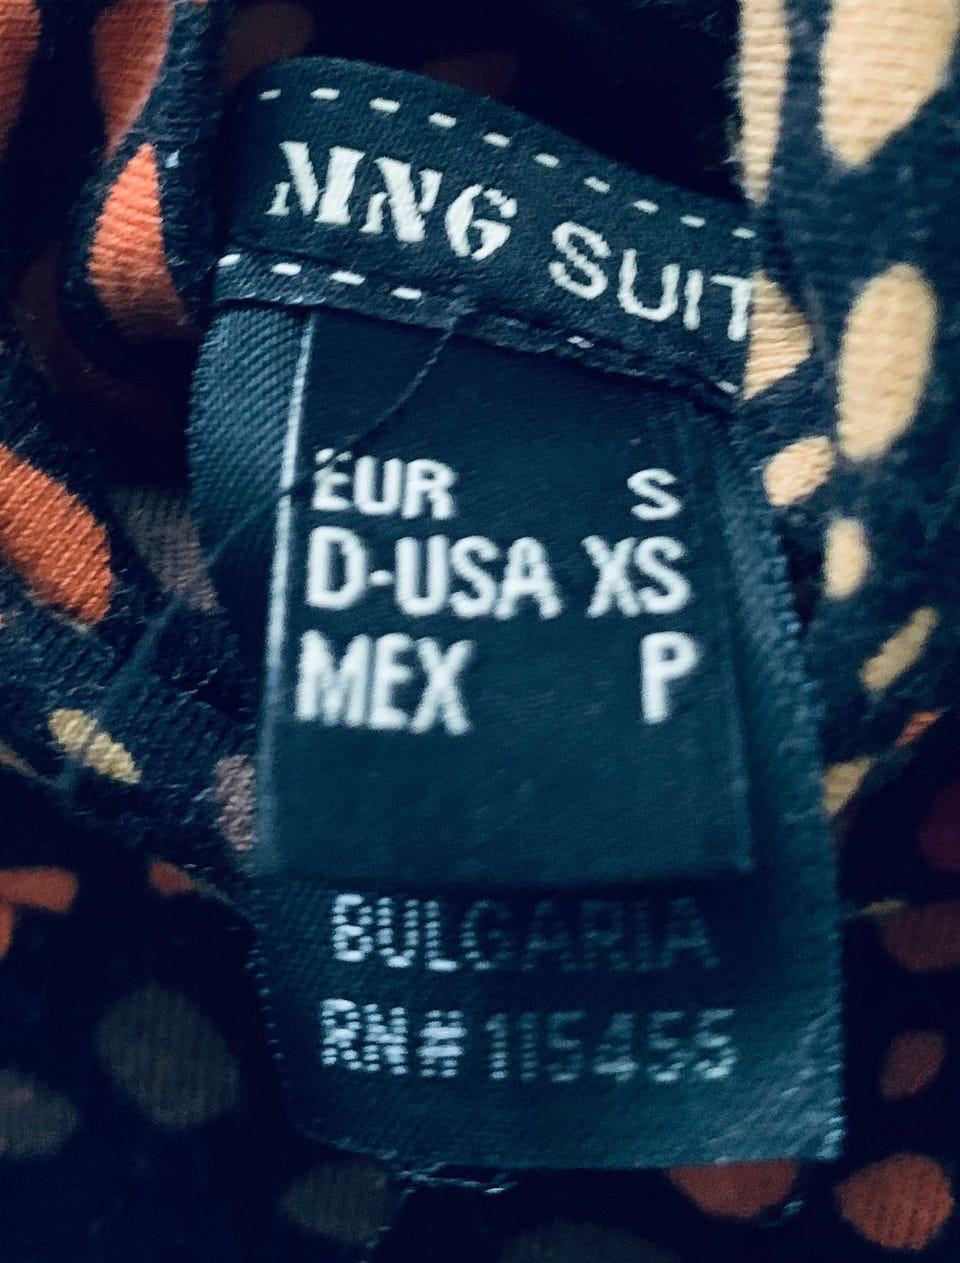 MNG SUIT
EUR S
D-USA XS
MEX P
BULGARIA
RN# 115455